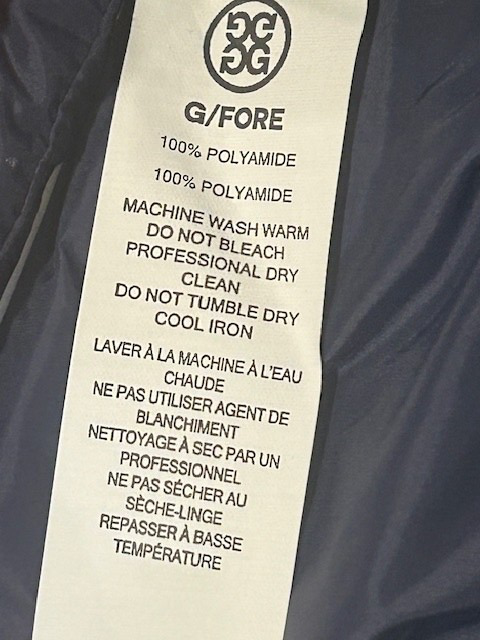 G/FORE
100% POLYAMIDE
100% POLYAMIDE
MACHINE WASH WARM
DO NOT BLEACH
PROFESSIONAL DRY
CLEAN
DO NOT TUMBLE DRY
COOL IRON
LAVER À LA MACHINE À L'EAU
CHAUDE
NE PAS UTILISER AGENT DE
BLANCHIMENT
NETTOYAGE À SEC PAR UN
PROFESSIONNEL
NE PAS SÉCHER AU
SÈCHE-LINGE
REPASSER À BASSE
TEMPÉRATURE